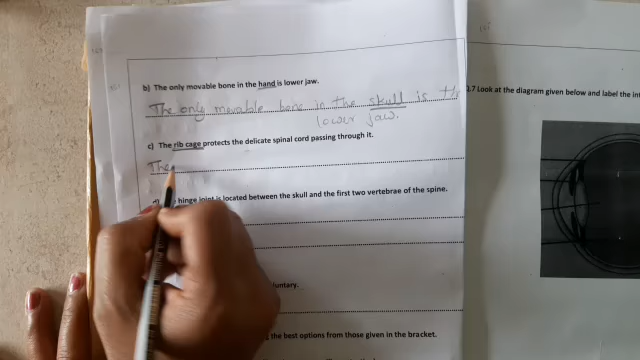 b) The only movable bone in the hand is lower jaw.
The only movable bone in the skull is the
lower jaw.
c) The rib cage protects the delicate spinal cord passing through it.
The
hinge joint is located between the skull and the first two vertebrae of the spine.
luntary.
the best options from those given in the bracket.
17 Look at the diagram given below and label the int